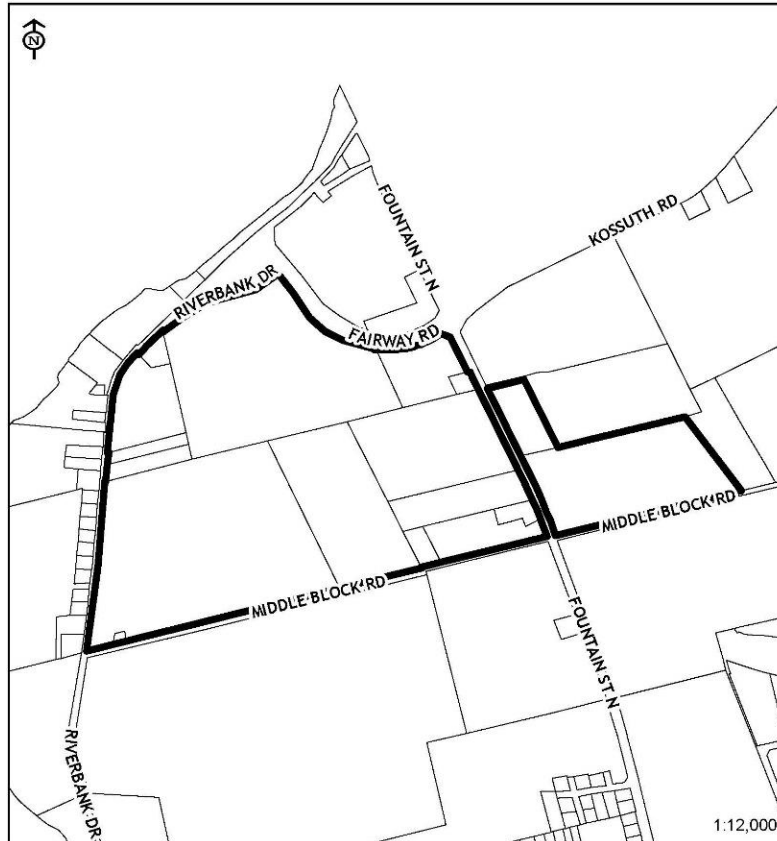 N
FOUNTAIN ST. N
KOSSUTH RD
RIVERBANK DR
FAIRWAY RD
MIDDLE BLOCK RD
MIDDLE BLOCK RD
FOUNTAIN ST. N
RIVERBANK DR
1:12,000